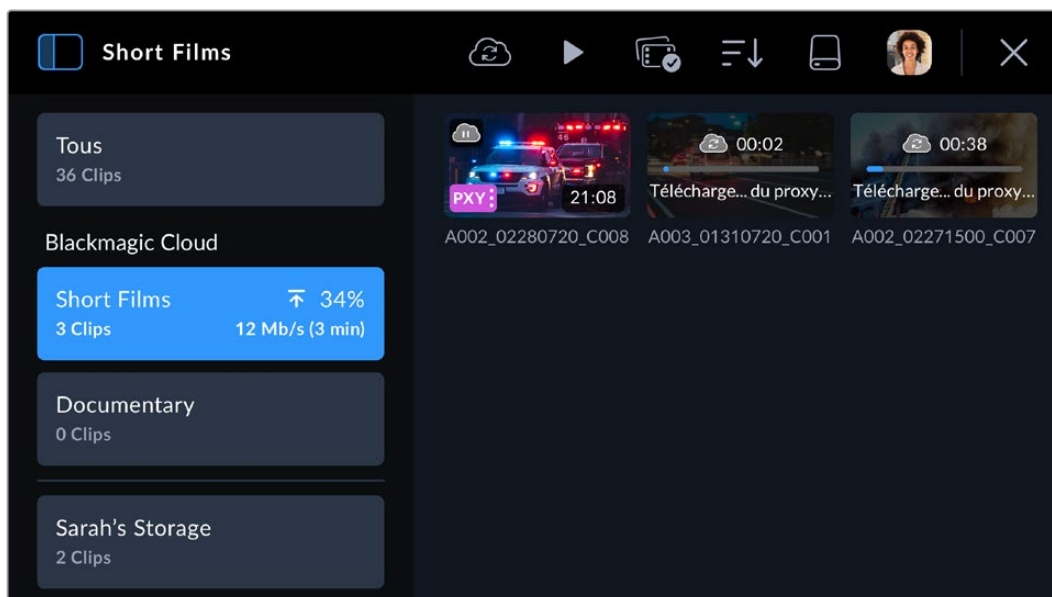 Short Films
Tous
36 Clips
Blackmagic Cloud
Short Films 34%
3 Clips 12 Mb/s (3 min)
Documentary
0 Clips
Sarah's Storage
2 Clips
46
PXY
21:08
A002_02280720_C008
00:02
Télécharge... du proxy...
A003_01310720_C001
00:38
Télécharge... du proxy...
A002_02271500_C007